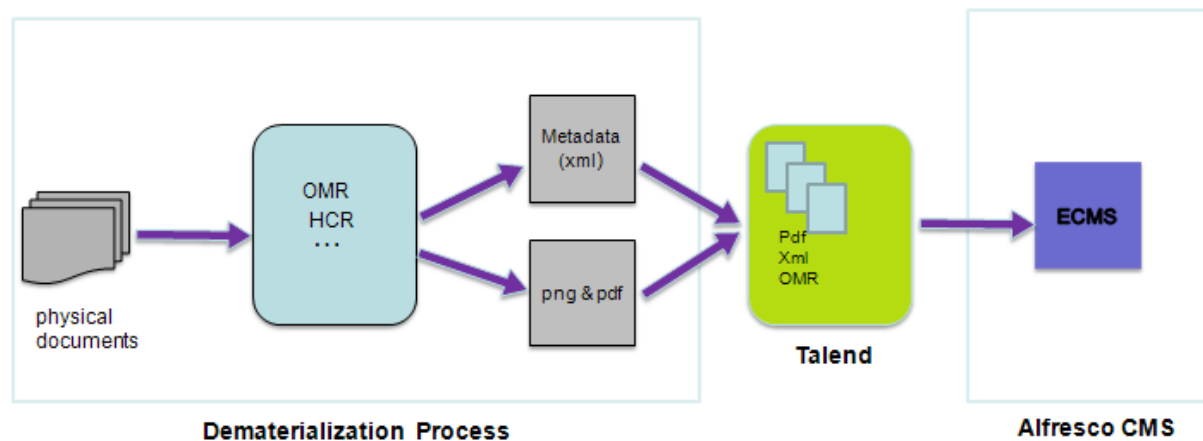 physical
documents
OMR
HCR
...
Metadata
(xml)
png & pdf
Pdf
Xml
OMR
Talend
ECMS
Dematerialization Process
Alfresco CMS